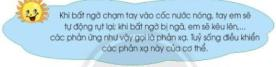 Khi bất ngờ chạm tay vào cốc nước nóng, tay em sẽ
tự động rụt lại; khi bất ngờ bị ngã, em sẽ kêu lên,...
các phản ứng như vậy gọi là phản xạ. Tuỷ sống điều khiển
các phản xạ này của cơ thể.